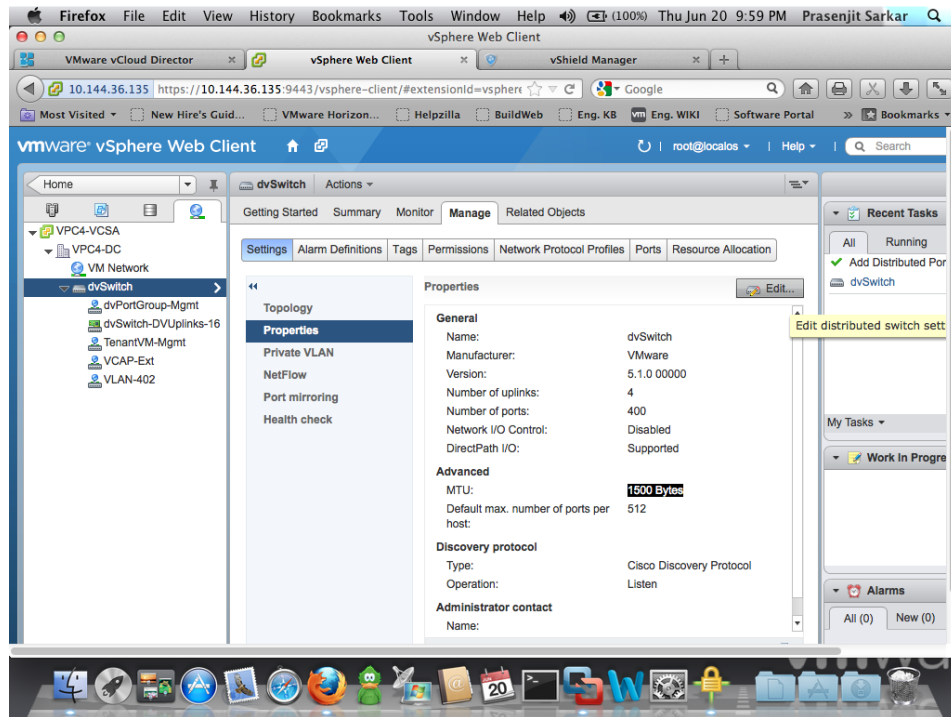 Firefox File Edit View History Bookmarks Tools Window Help (100%) Thu Jun 20 9:59 PM Prasenjit Sarkar
vSphere Web Client
VMware vCloud Director × vSphere Web Client × vShield Manager × +
10.144.36.135 https://10.144.36.135:9443/vsphere-client/#extensionId=vsphere Google
Most Visited New Hire's Guid... VMware Horizon... Helpzilla BuildWeb Eng. KB vm Eng. WIKI Software Portal » Bookmarks
vmware® vSphere Web Client root@localos | Help | Search
Home dvSwitch Actions
Getting Started Summary Monitor Manage Related Objects Recent Tasks
VPC4-VCSA Settings Alarm Definitions Tags Permissions Network Protocol Profiles Ports Resource Allocation All Running
VPC4-DC Add Distributed Por
VM Network dvSwitch
dvSwitch Properties Edit...
Topology
dvPortGroup-Mgmt General
Edit distributed switch sett
dvSwitch-DVUplinks-16 Properties Name: dvSwitch
TenantVM-Mgmt Private VLAN Manufacturer: VMware
VCAP-Ext NetFlow Version: 5.1.0 00000
VLAN-402 Port mirroring Number of uplinks: 4
Health check Number of ports: 400
Network I/O Control: Disabled
My Tasks
DirectPath I/O: Supported
Work In Progre
Advanced
MTU: 1500 Bytes
Default max. number of ports per 512
host:
Discovery protocol
Type: Cisco Discovery Protocol
Operation: Listen
Alarms
Administrator contact
All (0) New (0)
Name:
20